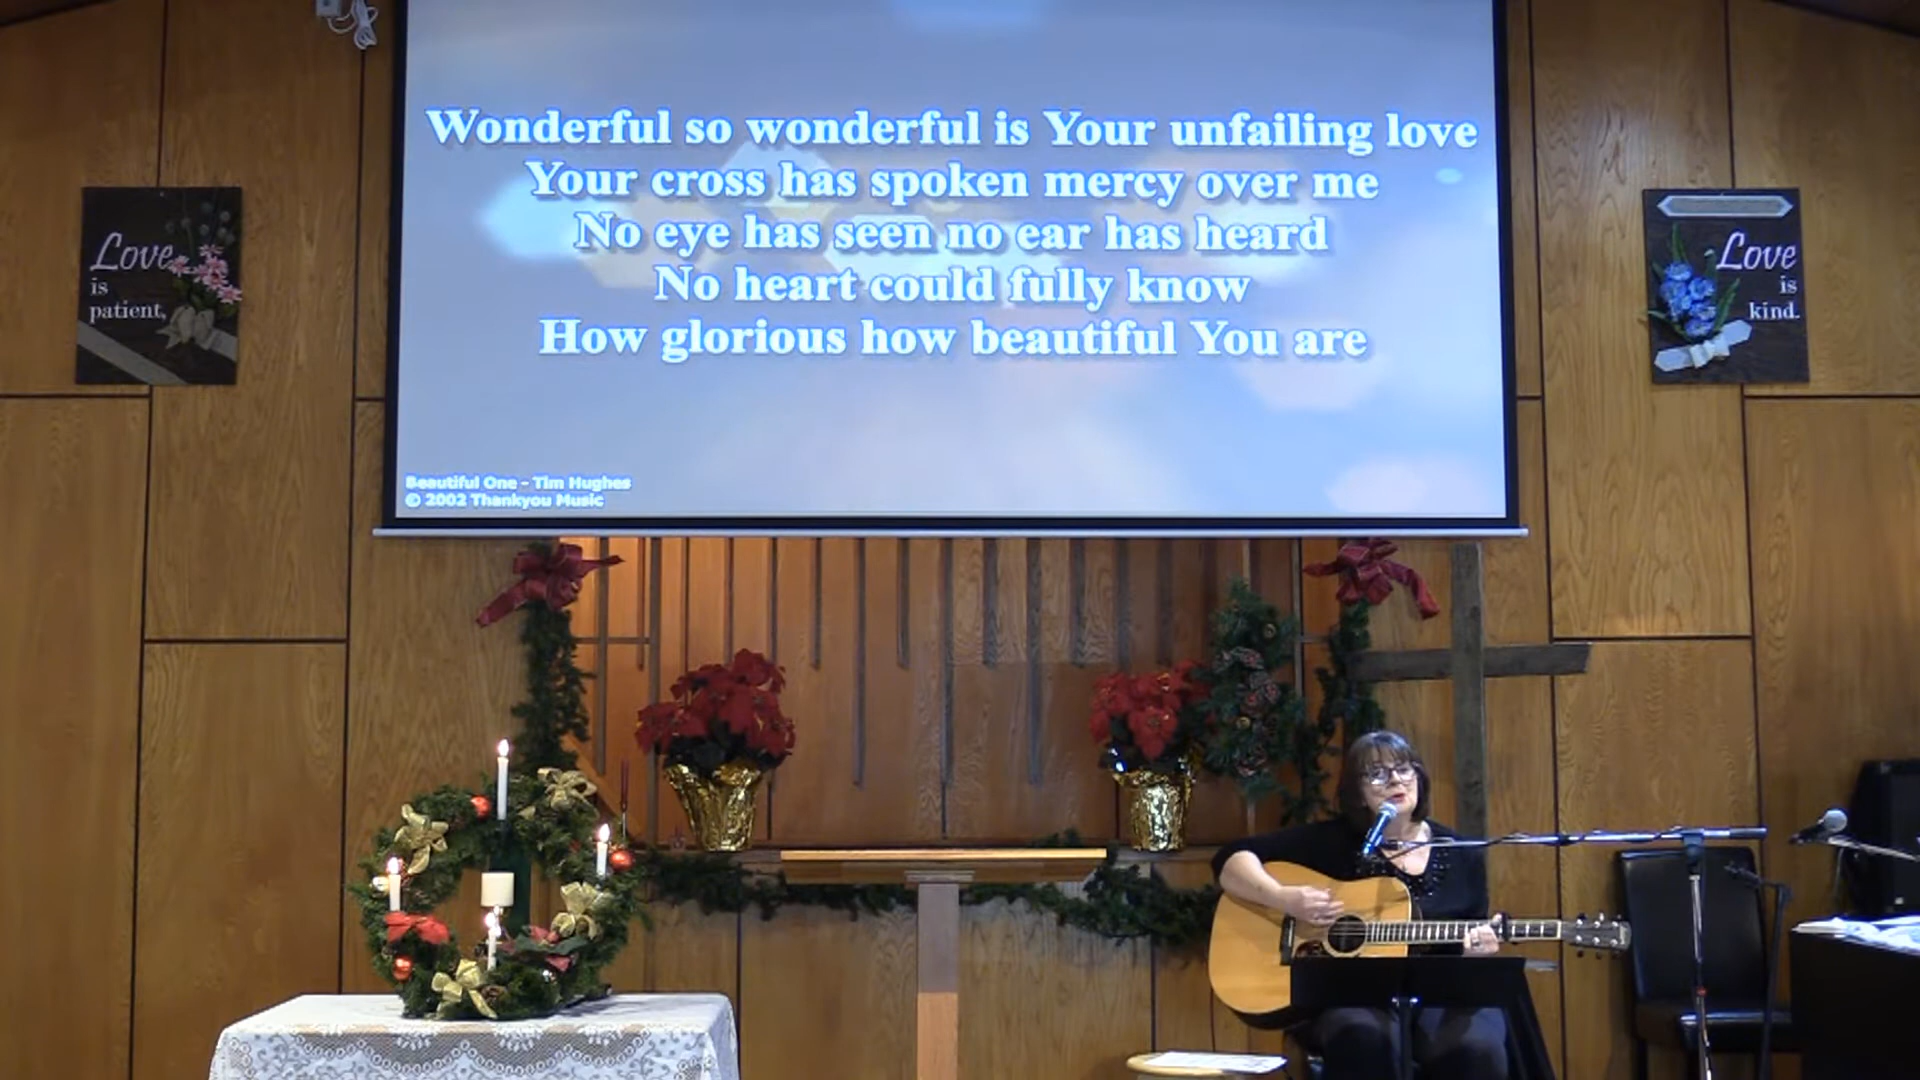 Wonderful so wonderful is Your unfailing love
Your cross has spoken mercy over me
No eye has seen no ear has heard
No heart could fully know
How glorious how beautiful You are
Beautiful One - Tim Hughes
© 2002 Thankyou Music
Love
is
patient,
Love
is
kind.